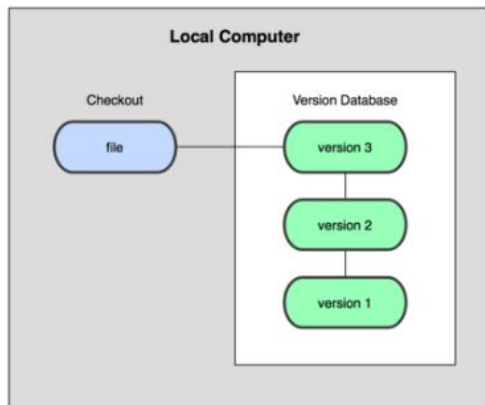 Local Computer
Checkout
Version Database
file
version 3
version 2
version 1